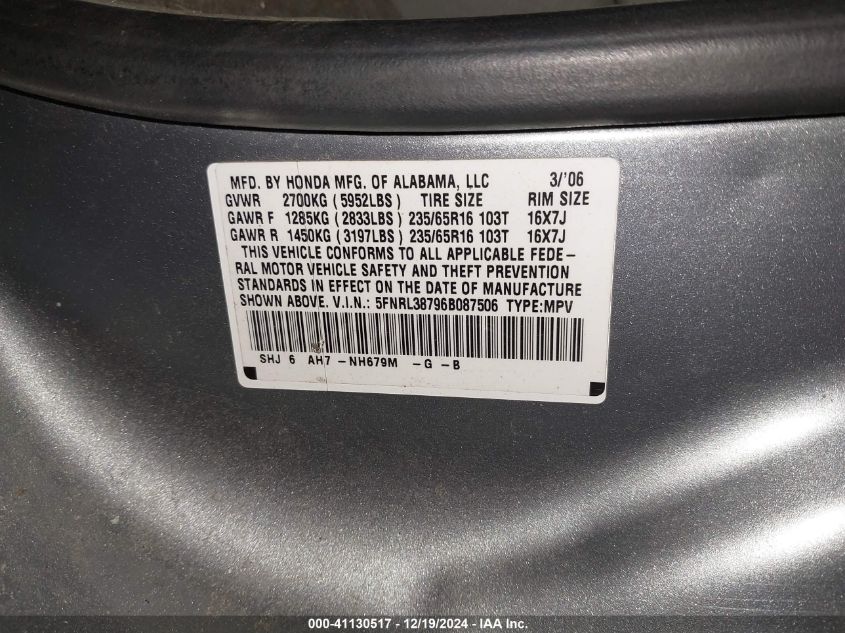 MFD. BY HONDA MFG. OF ALABAMA, LLC 3/'06
GVWR 2700KG (5952LBS) TIRE SIZE RIM SIZE
GAWR F 1285KG (2833LBS) 235/65R16 103T 16X7J
GAWR R 1450KG (3197LBS) 235/65R16 103T 16X7J
THIS VEHICLE CONFORMS TO ALL APPLICABLE FEDE-
RAL MOTOR VEHICLE SAFETY AND THEFT PREVENTION
STANDARDS IN EFFECT ON THE DATE OF MANUFACTURE
SHOWN ABOVE. V.I.N.: 5FNRL38796B087506 TYPE:MPV
SHJ 6 AH7 -NH679M -G -B
000-41130517 - 12/19/2024 - IAA Inc.